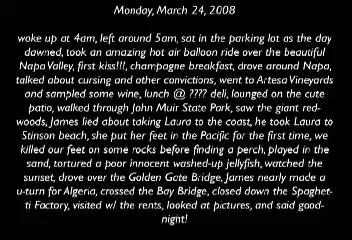 Monday, March 24, 2008
woke up at 4am, left around 5am, sat in the parking lot as the day
dawned, took an amazing hot air balloon ride over the beautiful
Napa Valley, first kiss!!!, champagne breakfast, drove around Napa,
talked about cursing and other convictions, went to Artesa Vineyards
and sampled some wine, lunch @ ???? deli, lounged on the cute
patio, walked through John Muir State Park, saw the giant red-
woods, James lied about taking Laura to the coast, he took Laura to
Stinson beach, she put her feet in the Pacific for the first time, we
killed our feet on some rocks before finding a perch, played in the
sand, tortured a poor innocent washed-up jellyfish, watched the
sunset, drove over the Golden Gate Bridge, James nearly made a
u-turn for Algeria, crossed the Bay Bridge, closed down the Spaghet-
ti Factory, visited w/ the rents, looked at pictures, and said good-
night!